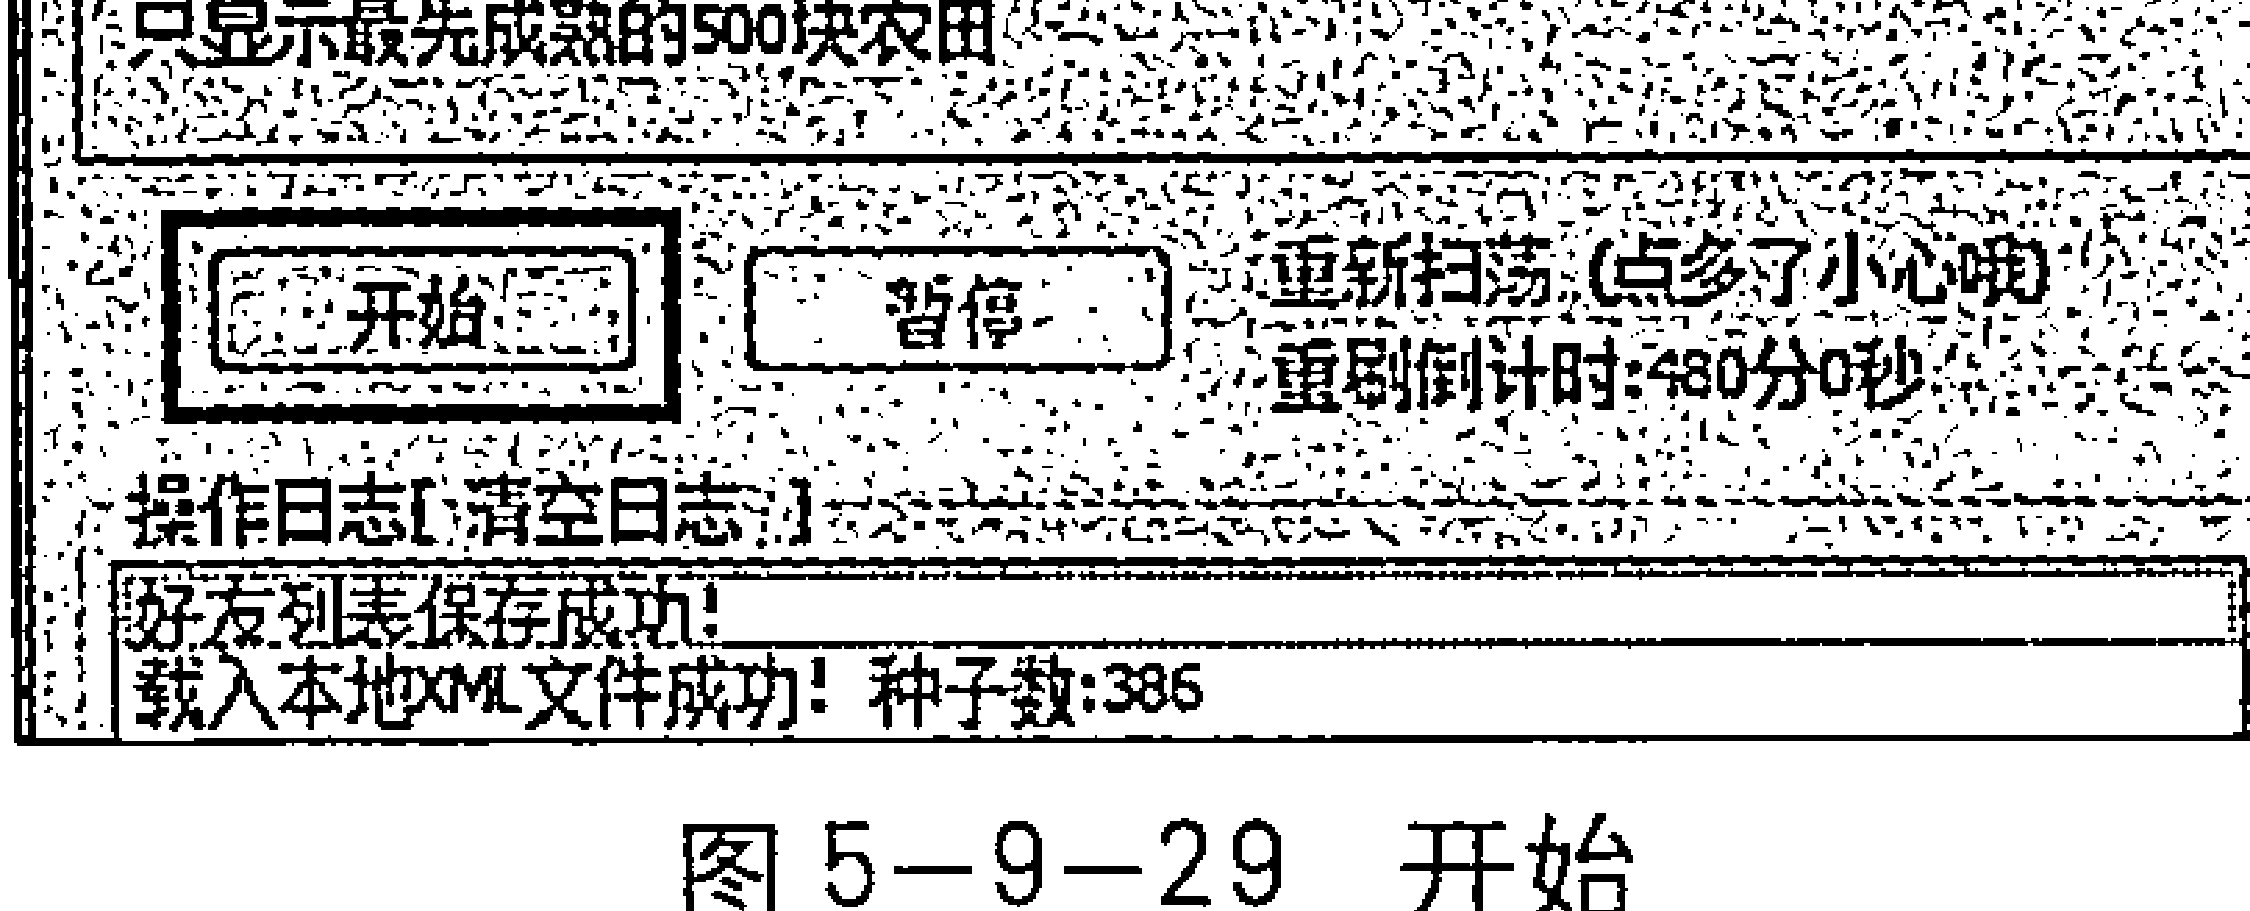 只显示最先成熟的500块农田
开始
暂停
重新扫荡 (点多了小心哦)
重刷倒计时:480分0秒
操作日志[ 清空日志 ]
好友列表保存成功!
载入本地XML文件成功! 种子数:386
图5-9-29 开始